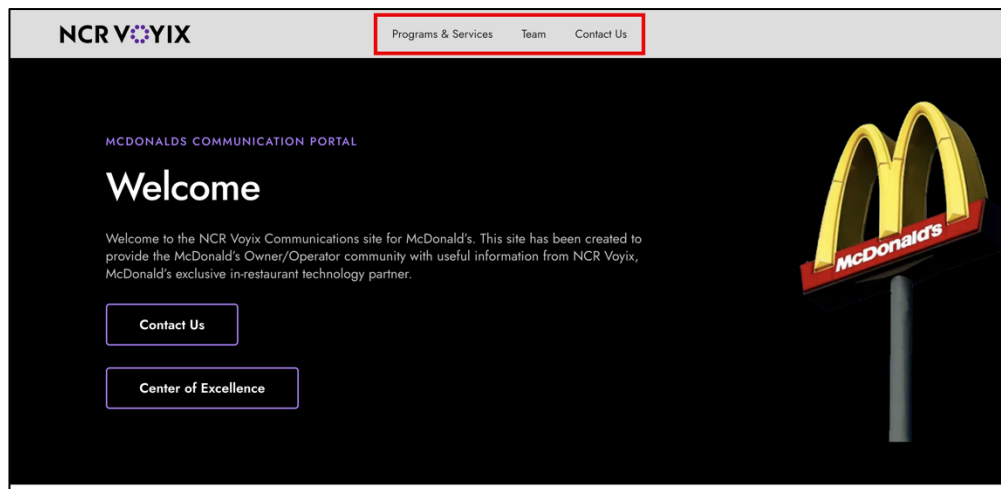 NCR VOYIX
Programs & Services Team Contact Us
MCDONALDS COMMUNICATION PORTAL
Welcome
Welcome to the NCR Voyix Communications site for McDonald's. This site has been created to
provide the McDonald's Owner/Operator community with useful information from NCR Voyix,
McDonald's exclusive in-restaurant technology partner.
Contact Us
Center of Excellence
McDonald's